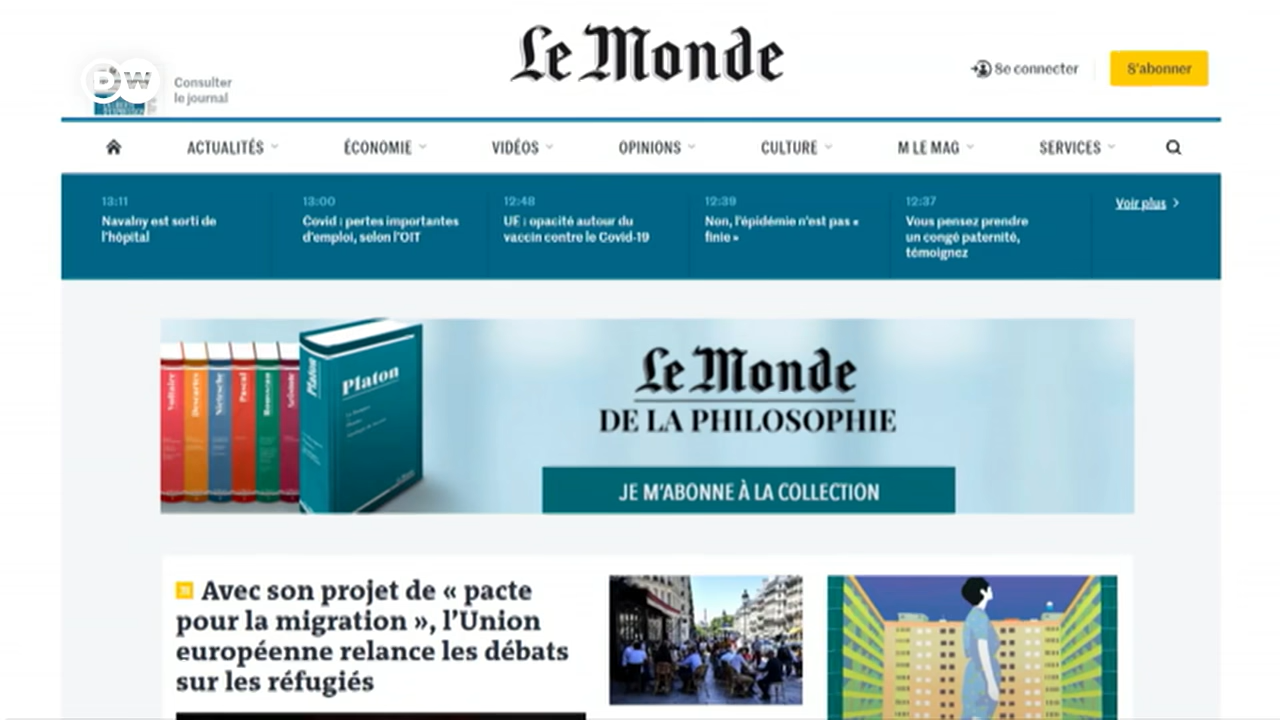 DW
Le Monde
Consulter
le journal
Se connecter
S'abonner
ACTUALITÉS
ÉCONOMIE
VIDÉOS
OPINIONS
CULTURE
M LE MAG
SERVICES
13:11
Navalny est sorti de
l'hôpital
13:00
Covid : pertes importantes
d'emploi, selon l'OIT
12:48
UE : opacité autour du
vaccin contre le Covid-19
12:39
Non, l'épidémie n'est pas «
finie »
12:37
Vous pensez prendre
un congé paternité,
témoignez
Voir plus
Voltaire
Descartes
Nietzsche
Pascal
Rousseau
Aristote
Platon
Platon
Le Monde
DE LA PHILOSOPHIE
JE M'ABONNE À LA COLLECTION
Avec son projet de « pacte
pour la migration », l'Union
européenne relance les débats
sur les réfugiés